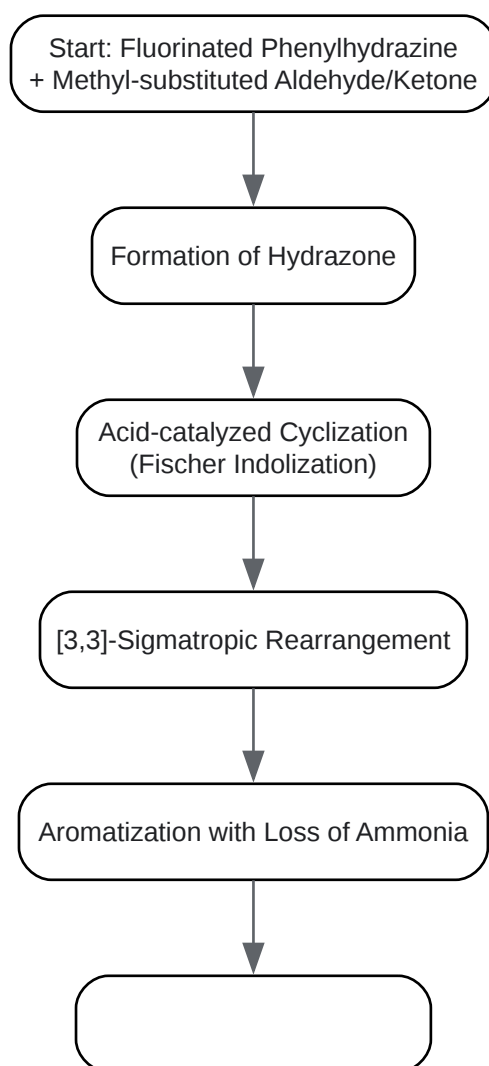 Start: Fluorinated Phenylhydrazine
+ Methyl-substituted Aldehyde/Ketone
Formation of Hydrazone
Acid-catalyzed Cyclization
(Fischer Indolization)
[3,3]-Sigmatropic Rearrangement
Aromatization with Loss of Ammonia